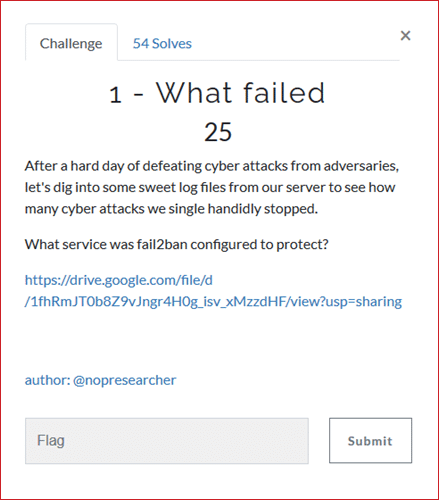 Challenge
54 Solves
×
1 - What failed
25
After a hard day of defeating cyber attacks from adversaries,
let's dig into some sweet log files from our server to see how
many cyber attacks we single handidly stopped.
What service was fail2ban configured to protect?
https://drive.google.com/file/d
/1fhRmJT0b8Z9vJngr4H0g_isv_xMzzdHF/view?usp=sharing
author: @nopresearcher
Flag
Submit